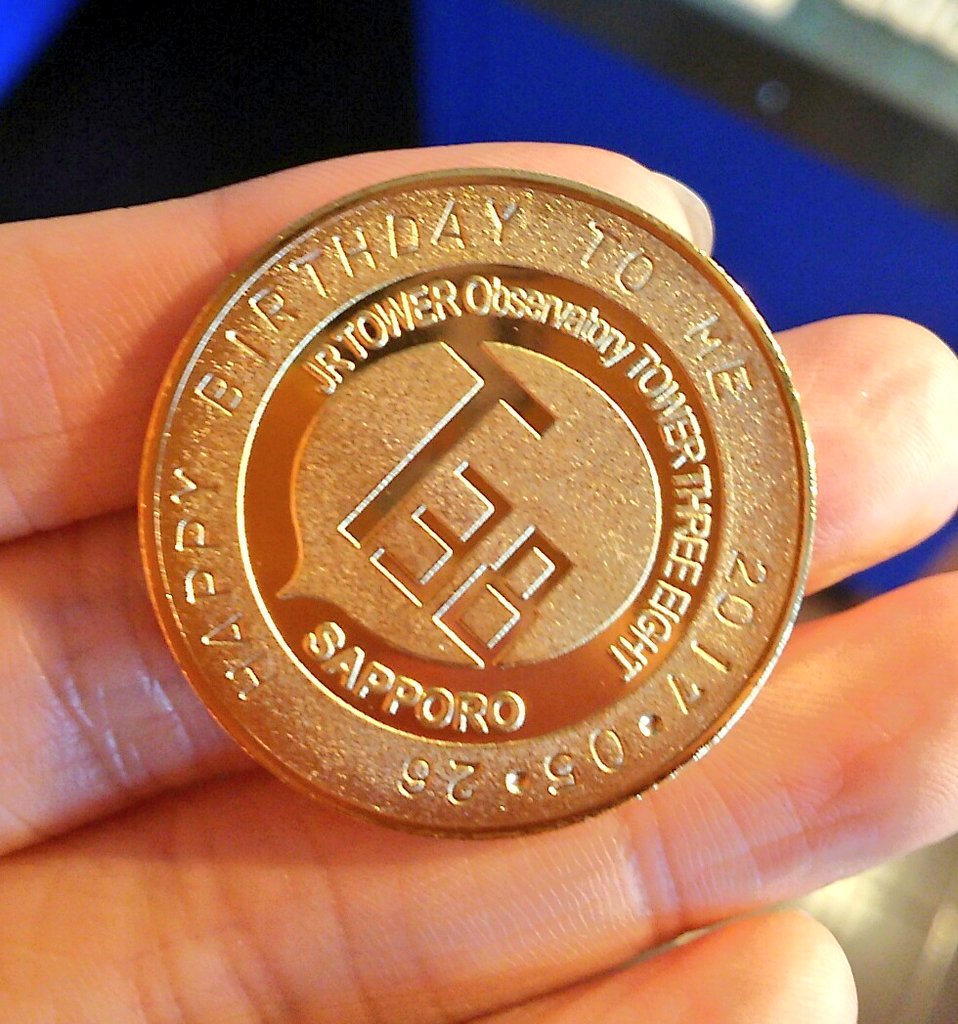 HAPPY BIRTHDAY TO ME 2017.05.26
JR TOWER Observatory TOWER THREE EIGHT
SAPPORO
T38